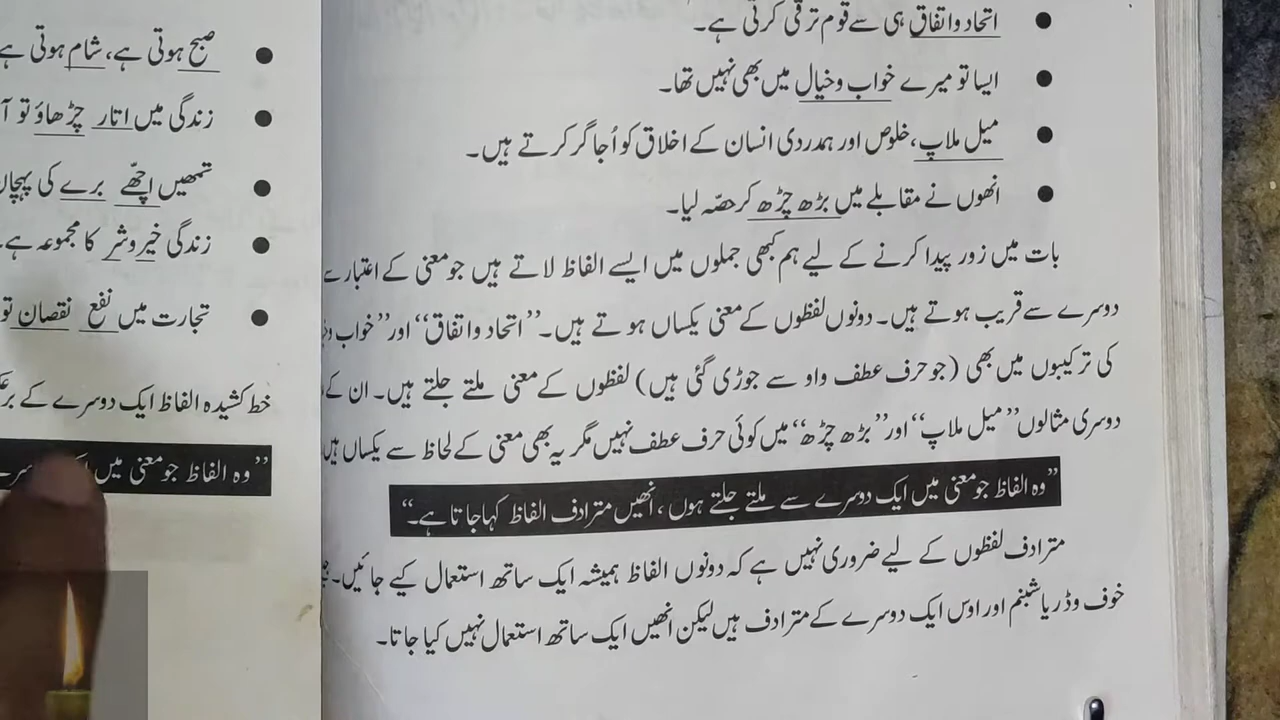 اتحاد واتفاق ہی سے قوم ترقی کرتی ہے۔
ایسا تو میرے خواب وخیال میں بھی نہیں تھا۔
میل ملاپ، خلوص اور ہمدردی انسان کے اخلاق کو اُجاگر کرتے ہیں۔
انھوں نے مقابلے میں بڑھ چڑھ کر حصّہ لیا۔
بات میں زور پیدا کرنے کے لیے ہم کبھی جملوں میں ایسے الفاظ لاتے ہیں جو معنی کے اعتبار سے
دوسرے سے قریب ہوتے ہیں۔ دونوں لفظوں کے معنی یکساں ہوتے ہیں۔ ”اتحاد واتفاق“ اور ”خواب
کی ترکیبوں میں بھی (جو حرف عطف واو سے جوڑی گئی ہیں) لفظوں کے معنی ملتے جلتے ہیں۔ ان کے
دوسری مثالوں ”میل ملاپ“ اور ”بڑھ چڑھ“ میں کوئی حرف عطف نہیں مگر یہ بھی معنی کے لحاظ سے یکساں ہیں
”وہ الفاظ جو معنی میں ایک دوسرے سے ملتے جلتے ہوں، انھیں مترادف الفاظ کہا جاتا ہے۔“
مترادف لفظوں کے لیے ضروری نہیں ہے کہ دونوں الفاظ ہمیشہ ایک ساتھ استعمال کیے جائیں۔
خوف وڈر یا شبنم اور اوس ایک دوسرے کے مترادف ہیں لیکن انھیں ایک ساتھ استعمال نہیں کیا جاتا۔
صبح ہوتی ہے، شام ہوتی ہے
زندگی میں اتار چڑھاؤ تو
تمھیں اچھّے برے کی پہچان
زندگی خیر وشر کا مجموعہ ہے۔
تجارت میں نفع نقصان تو
خط کشیدہ الفاظ ایک دوسرے کے
”وہ الفاظ جو معنی میں